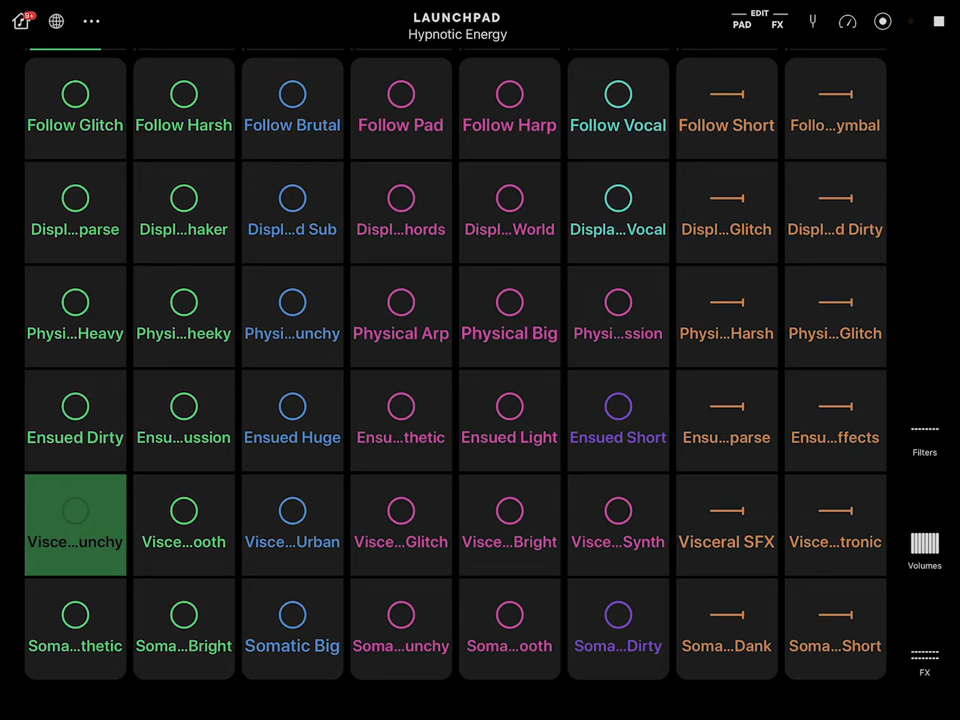 9+
LAUNCHPAD
Hypnotic Energy
EDIT
PAD FX
Follow Glitch Follow Harsh Follow Brutal Follow Pad Follow Harp Follow Vocal Follow Short Follo...ymbal
Displ...parse Displ...haker Displ...d Sub Displ...hords Displ...World Displa...Vocal Displ...Glitch Displ...d Dirty
Physi...Heavy Physi...heeky Physi...unchy Physical Arp Physical Big Physi...ssion Physi...Harsh Physi...Glitch
Ensued Dirty Ensu...ussion Ensued Huge Ensu...thetic Ensued Light Ensued Short Ensu...parse Ensu...ffects
Filters
Visce...unchy Visce...ooth Visce...Urban Visce...Glitch Visce...Bright Visce...Synth Visceral SFX Visce...tronic
Volumes
Soma...thetic Soma...Bright Somatic Big Soma...unchy Soma...ooth Soma...Dirty Soma...Dank Soma...Short
FX